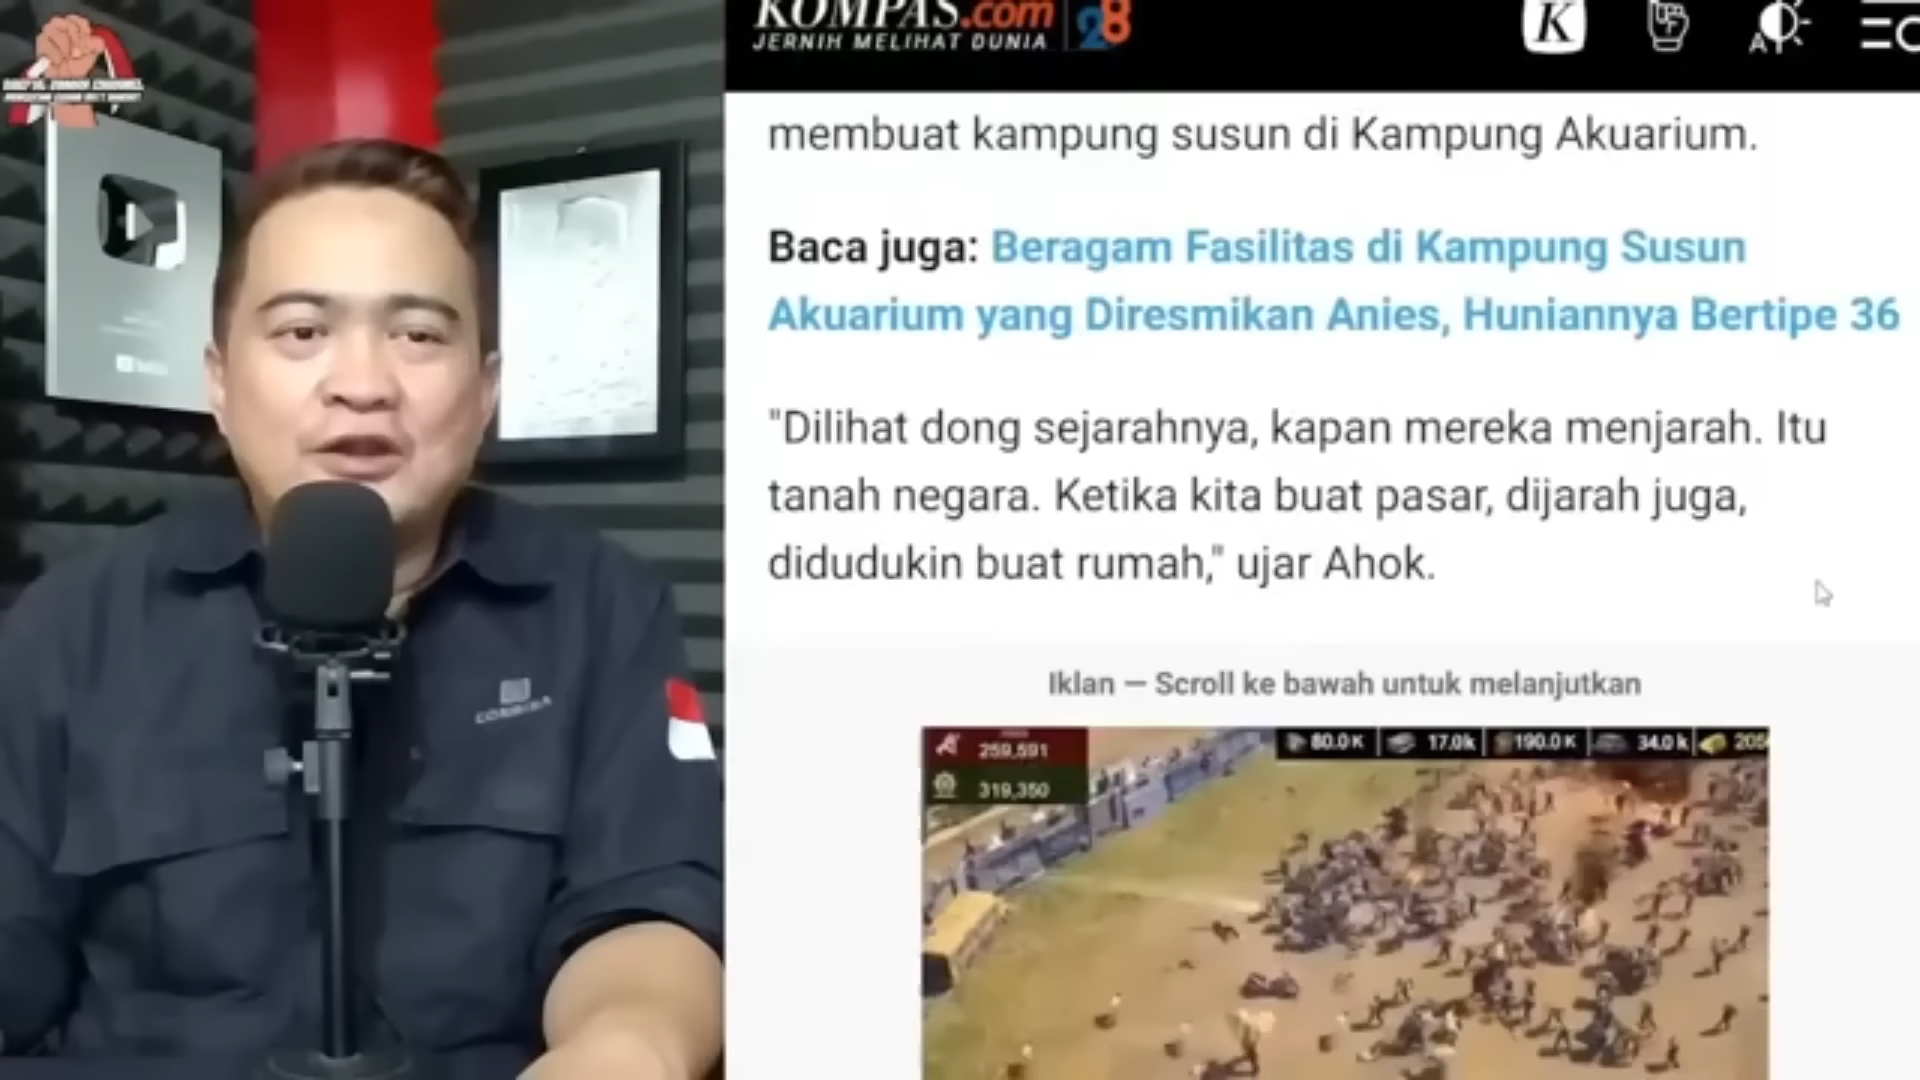 KOMPAS.com 28
JERNIH MELIHAT DUNIA
K
A
membuat kampung susun di Kampung Akuarium.
Baca juga: Beragam Fasilitas di Kampung Susun
Akuarium yang Diresmikan Anies, Huniannya Bertipe 36
"Dilihat dong sejarahnya, kapan mereka menjarah. Itu
tanah negara. Ketika kita buat pasar, dijarah juga,
didudukin buat rumah," ujar Ahok.
Iklan — Scroll ke bawah untuk melanjutkan
259,591
319,350
80.0K
17.0k
190.0K
34.0k
205